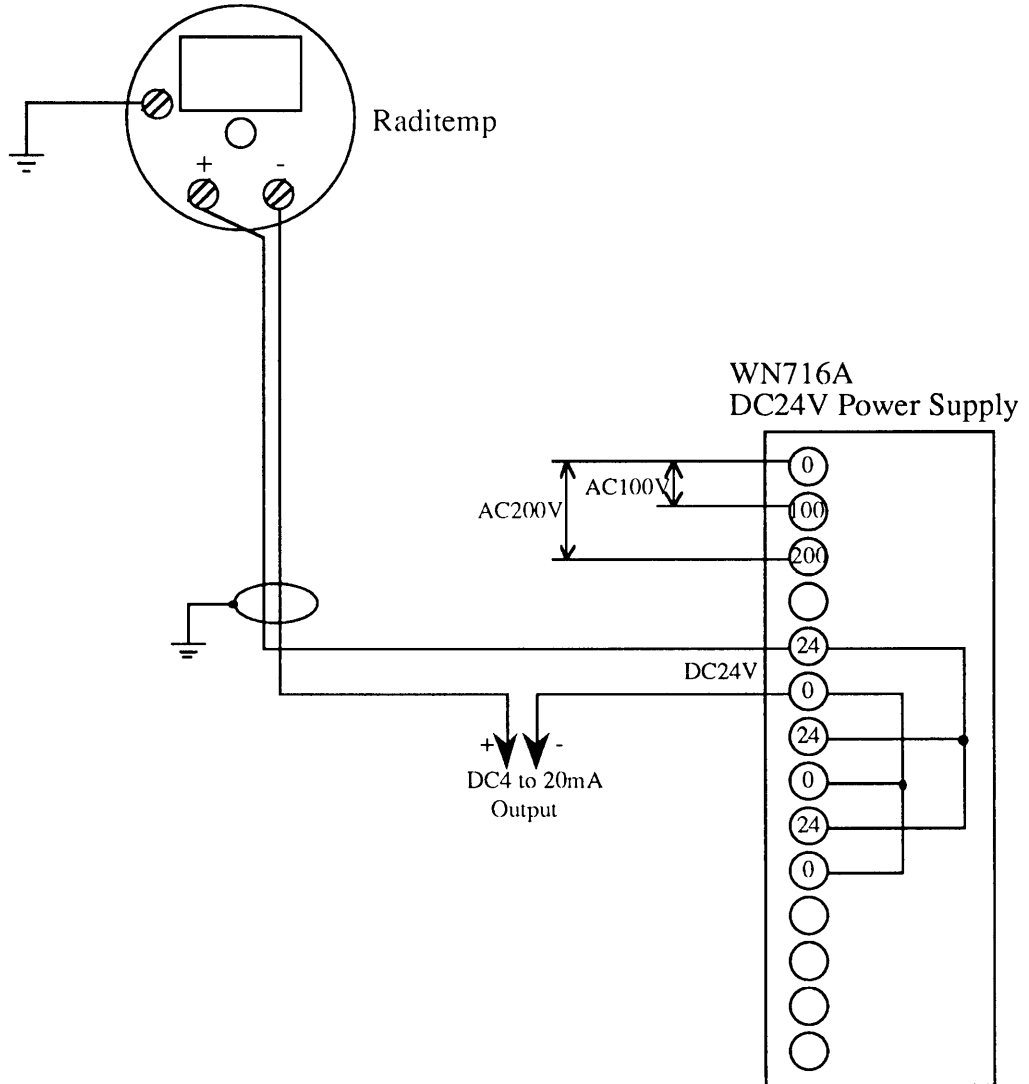 Raditemp
+ -
WN716A
DC24V Power Supply
0
AC100V
100
AC200V
200
24
DC24V
0
24
+ -
DC4 to 20mA
Output
0
24
0